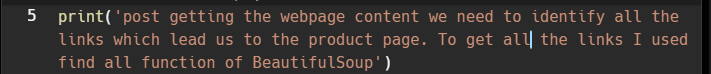 5 print('post getting the webpage content we need to identify all the
links which lead us to the product page. To get all the links I used
find all function of BeautifulSoup')